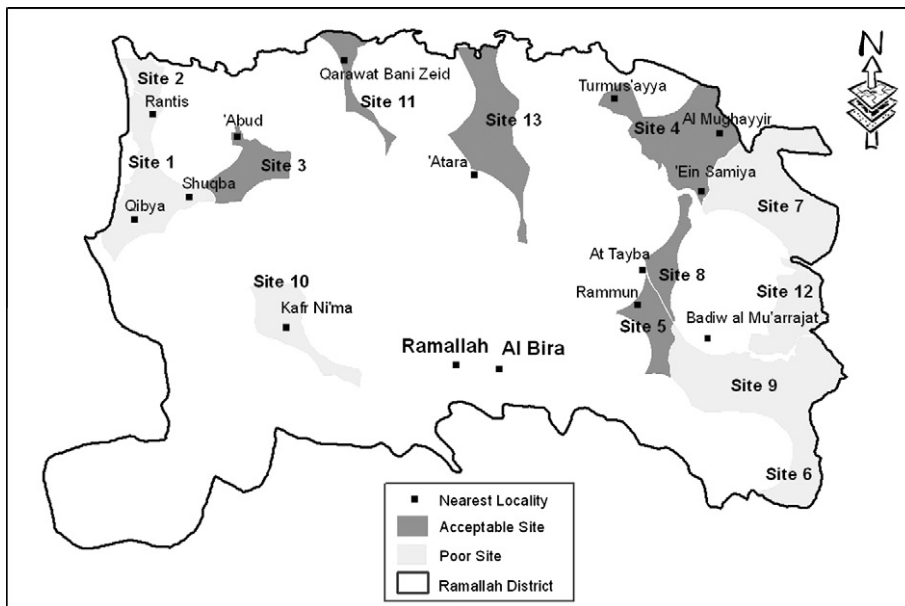 N
Site 2
Rantis
Qarawat Bani Zeid
Site 11
Turmus'ayya
'Abud
Site 13
Site 4
Al Mughayyir
Site 1
Site 3
'Atara
'Ein Samiya
Shuqba
Qibya
Site 7
At Tayba
Site 8
Site 10
Site 12
Kafr Ni'ma
Rammun
Site 5
Badiw al Mu'arrajat
Ramallah
Al Bira
Site 9
Site 6
Nearest Locality
Acceptable Site
Poor Site
Ramallah District